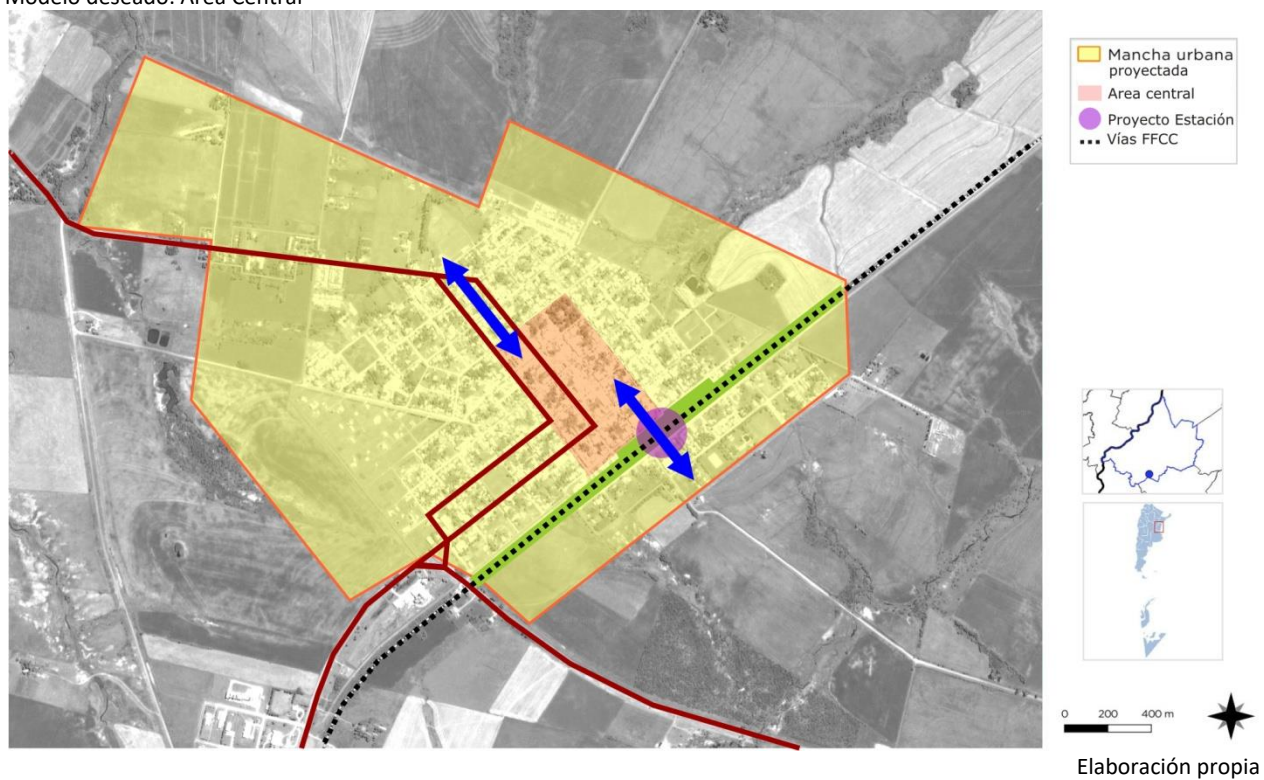 Modelo deseado: Área Central
Mancha urbana
proyectada
Area central
Proyecto Estación
Vías FFCC
0 200 400 m
Elaboración propia